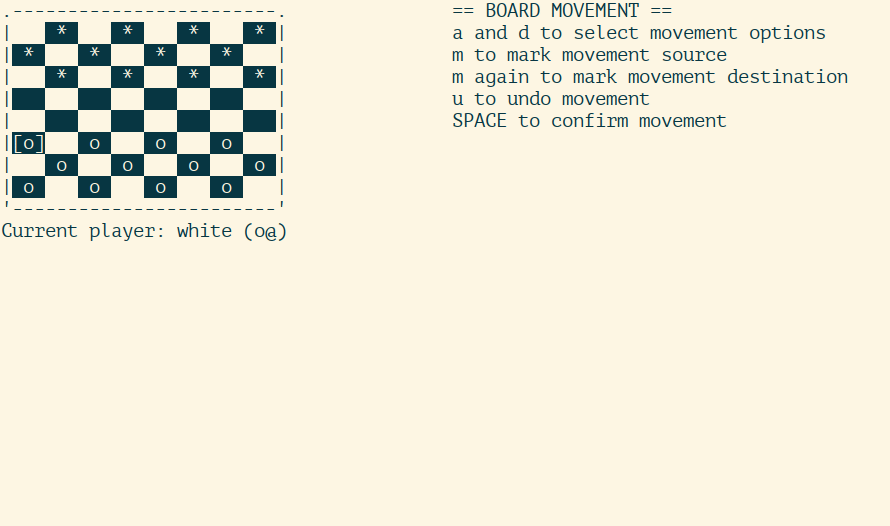 .------------------------.
|    *     *     *     * |
| *     *     *     *    |
|    *     *     *     * |
|                        |
|                        |
|[o]    o     o     o    |
|    o     o     o     o |
| o     o     o     o    |
'------------------------'
Current player: white (o@)
== BOARD MOVEMENT ==
a and d to select movement options
m to mark movement source
m again to mark movement destination
u to undo movement
SPACE to confirm movement